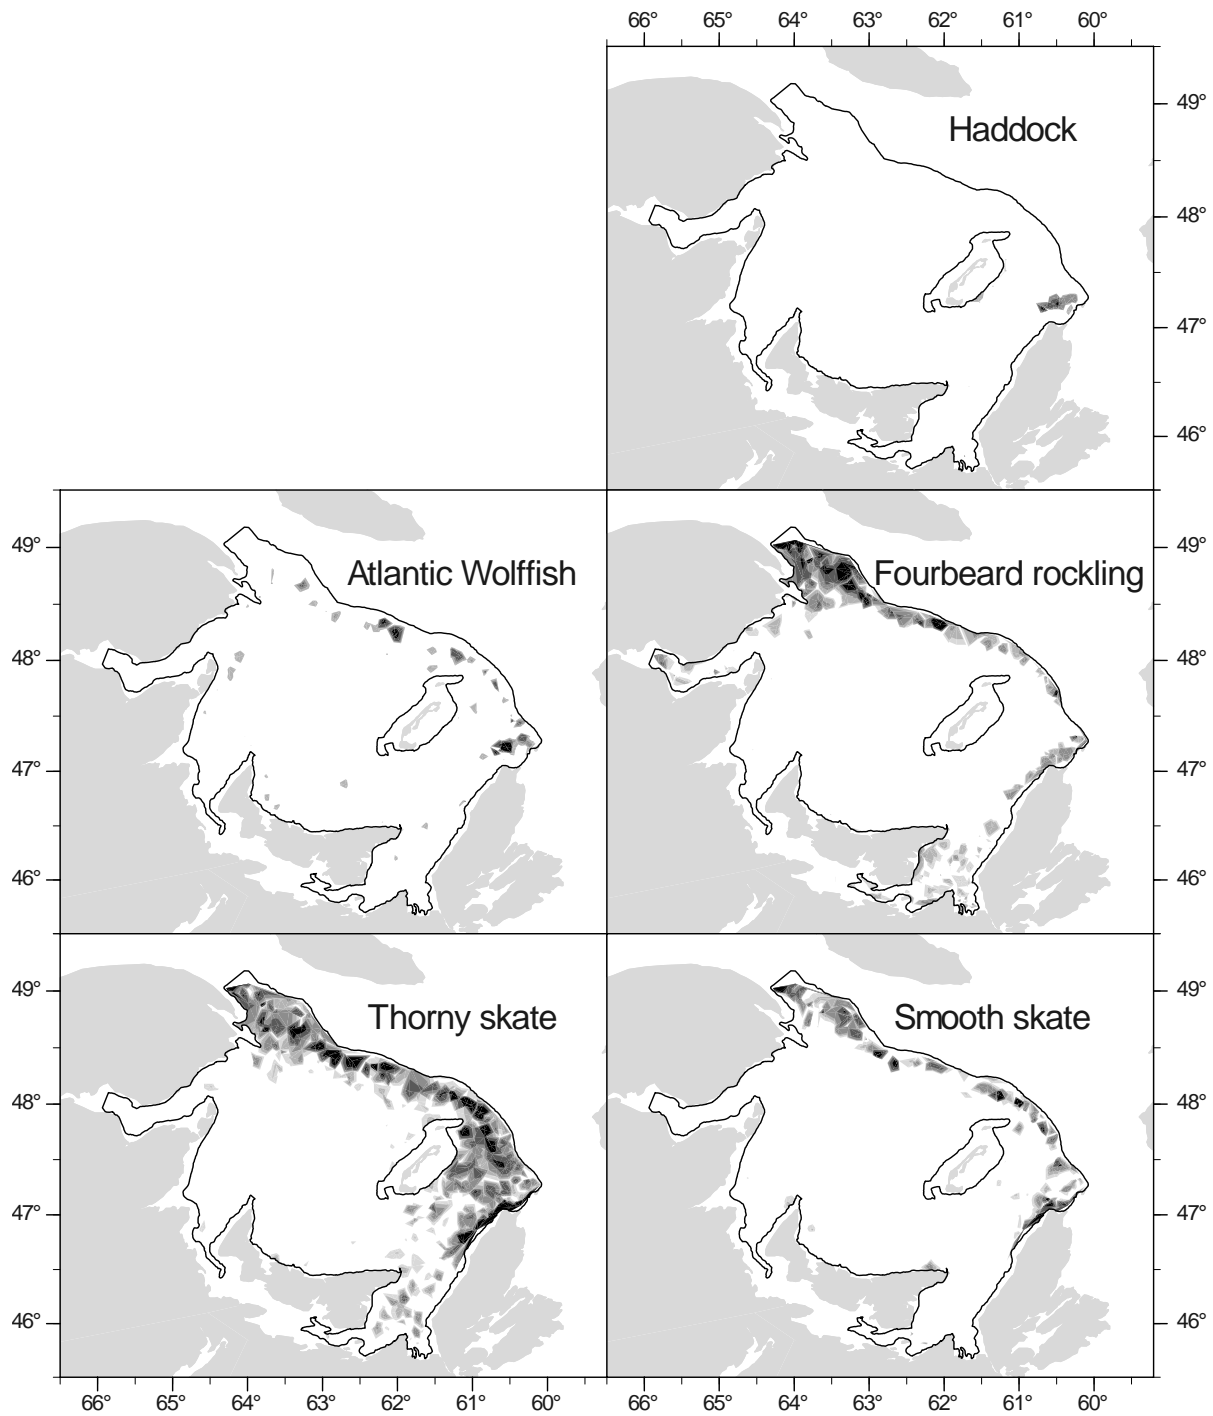 66° 65° 64° 63° 62° 61° 60°
49°
Haddock
48°
47°
46°
49° 49°
Atlantic Wolffish Fourbeard rockling
48° 48°
47° 47°
46° 46°
49° 49°
Thorny skate Smooth skate
48° 48°
47° 47°
46° 46°
66° 65° 64° 63° 62° 61° 60° 66° 65° 64° 63° 62° 61° 60°